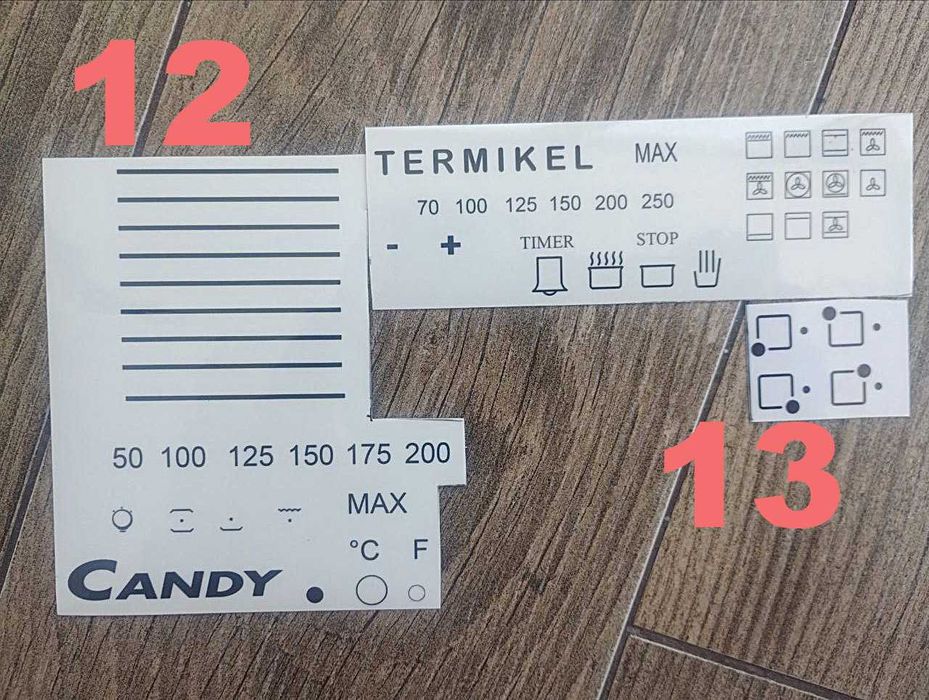 12
TERMIKEL MAX
70 100 125 150 200 250
- +
TIMER STOP
50 100 125 150 175 200
MAX
°C F
CANDY
13